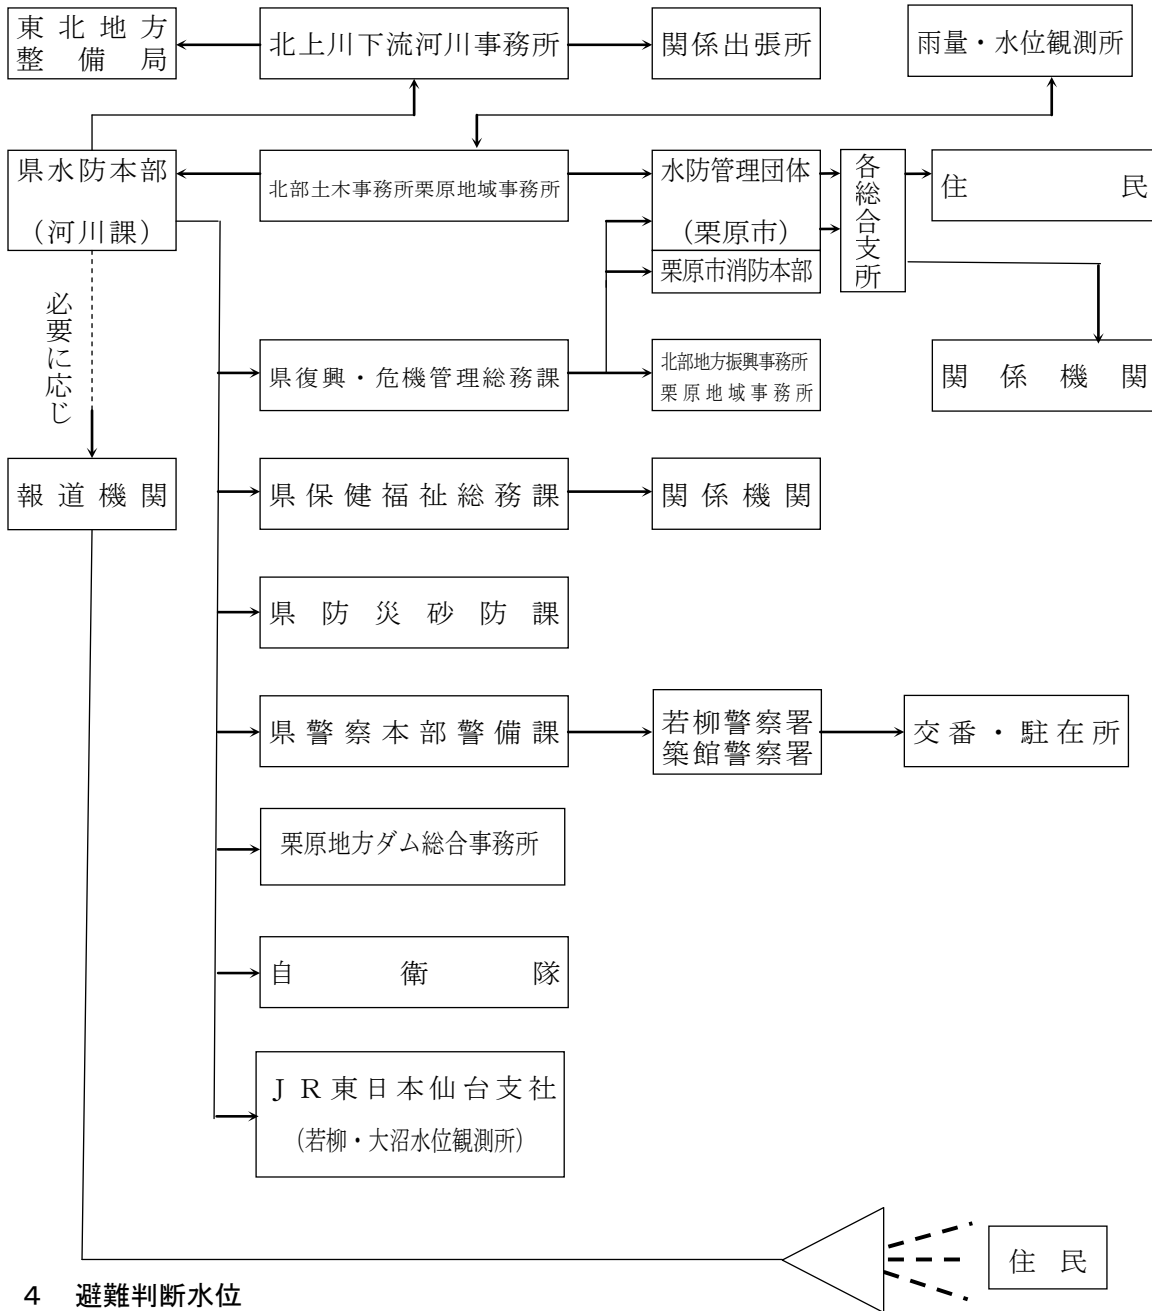 東北地方
整備局
北上川下流河川事務所
関係出張所
雨量・水位観測所
県水防本部
（河川課）
北部土木事務所栗原地域事務所
水防管理団体
（栗原市）
栗原市消防本部
各総合支所
住民
必要に応じ
県復興・危機管理総務課
北部地方振興事務所
栗原地域事務所
関係機関
報道機関
県保健福祉総務課
関係機関
県防災砂防課
県警察本部警備課
若柳警察署
築館警察署
交番・駐在所
栗原地方ダム総合事務所
自衛隊
ＪＲ東日本仙台支社
（若柳・大沼水位観測所）
住民
4　避難判断水位